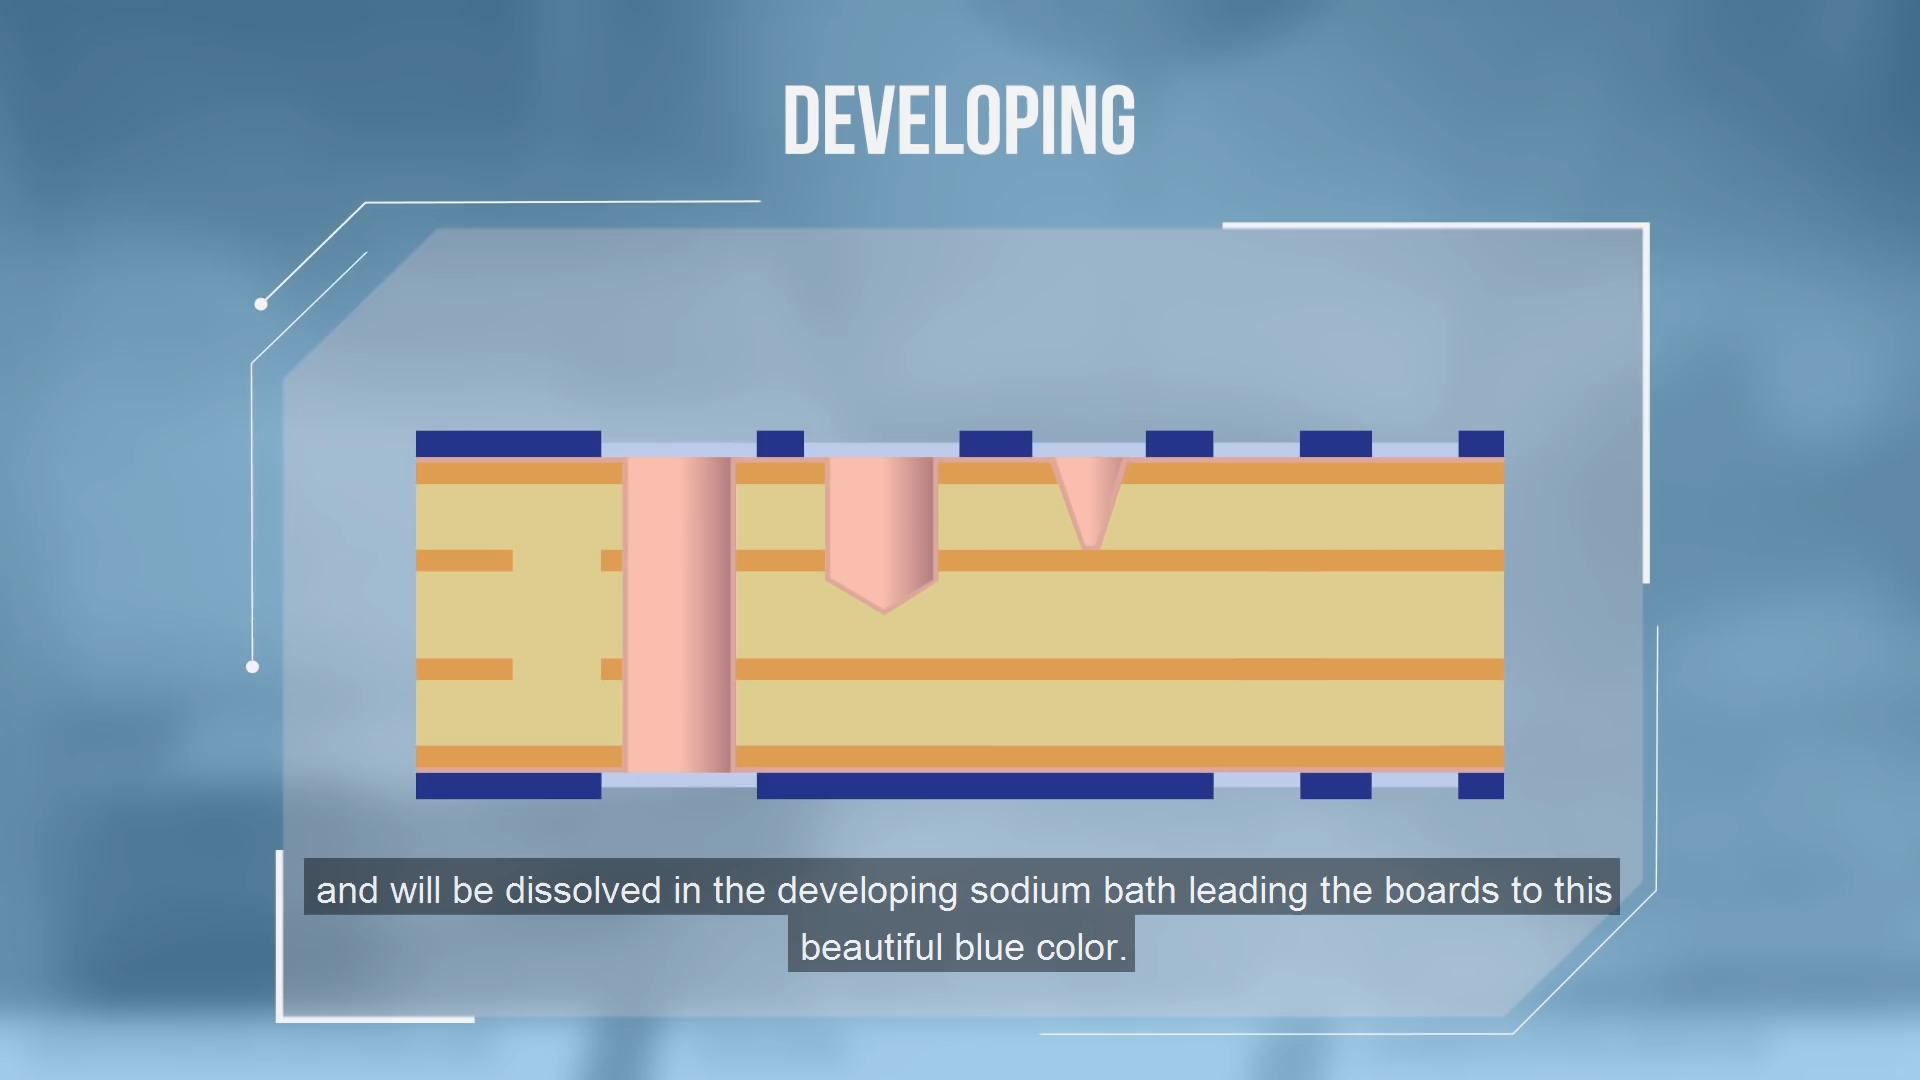 DEVELOPING
and will be dissolved in the developing sodium bath leading the boards to this
beautiful blue color.